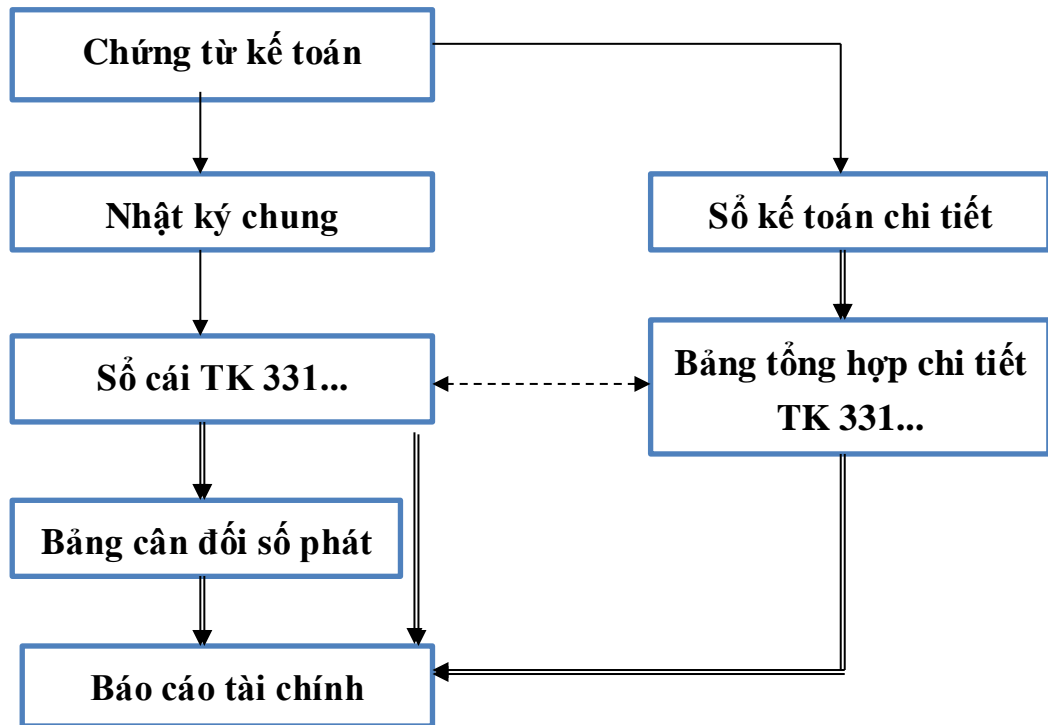 Chứng từ kế toán
Nhật ký chung
Sổ kế toán chi tiết
Sổ cái TK 331...
Bảng tổng hợp chi tiết
TK 331...
Bảng cân đối số phát
Báo cáo tài chính